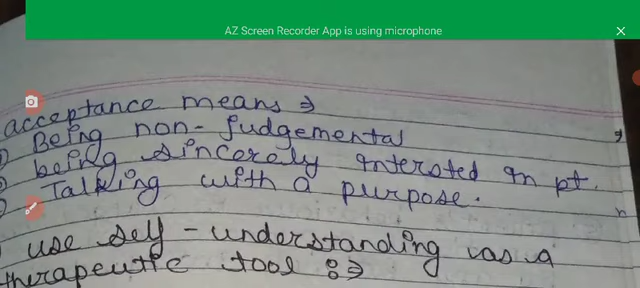 AZ Screen Recorder App is using microphone
acceptance means ⇒
Being non-judgemental
being sincerely intersted in pt.
Talking with a purpose.
use self-understanding as a
therapeutic tool :⇒